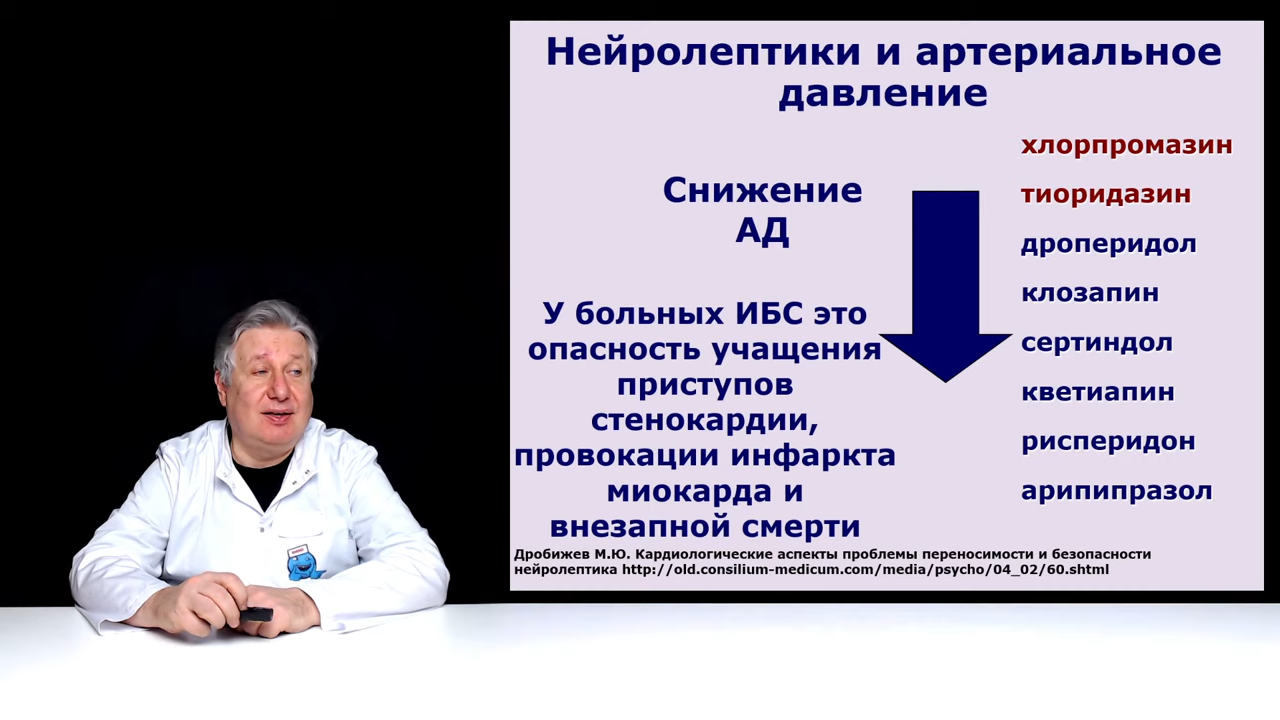 Нейролептики и артериальное
давление
Снижение
АД
У больных ИБС это
опасность учащения
приступов
стенокардии,
провокации инфаркта
миокарда и
внезапной смерти
хлорпромазин
тиоридазин
дроперидол
клозапин
сертиндол
кветиапин
рисперидон
арипипразол
Дробижев М.Ю. Кардиологические аспекты проблемы переносимости и безопасности
нейролептика http://old.consilium-medicum.com/media/psycho/04_02/60.shtml